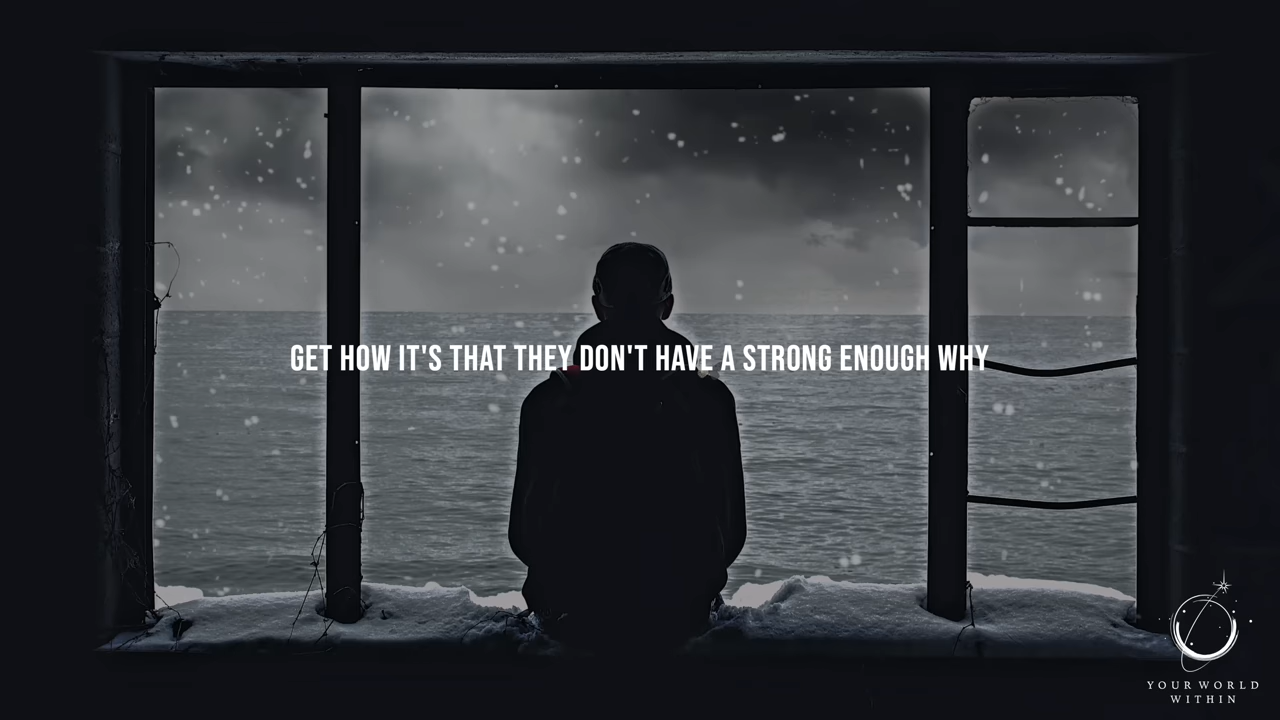 GET HOW IT'S THAT THEY DON'T HAVE A STRONG ENOUGH WHY
YOUR WORLD
WITHIN